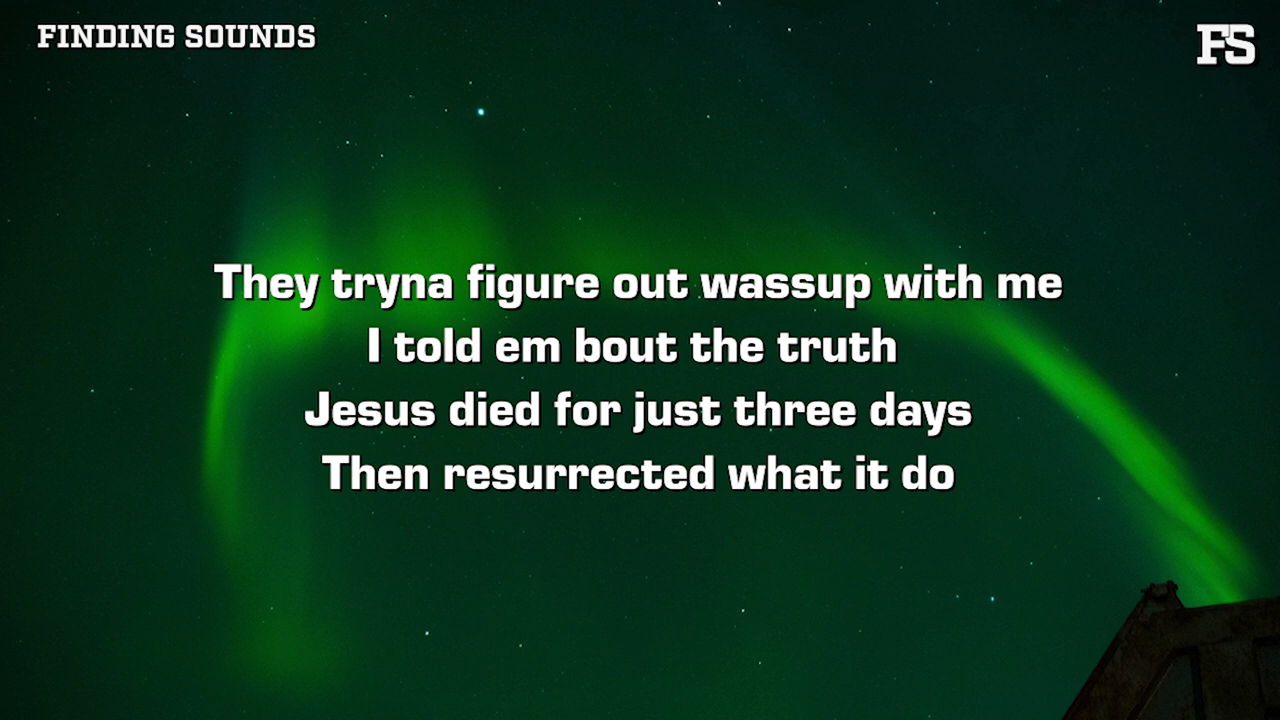 FINDING SOUNDS
FS
They tryna figure out wassup with me
I told em bout the truth
Jesus died for just three days
Then resurrected what it do